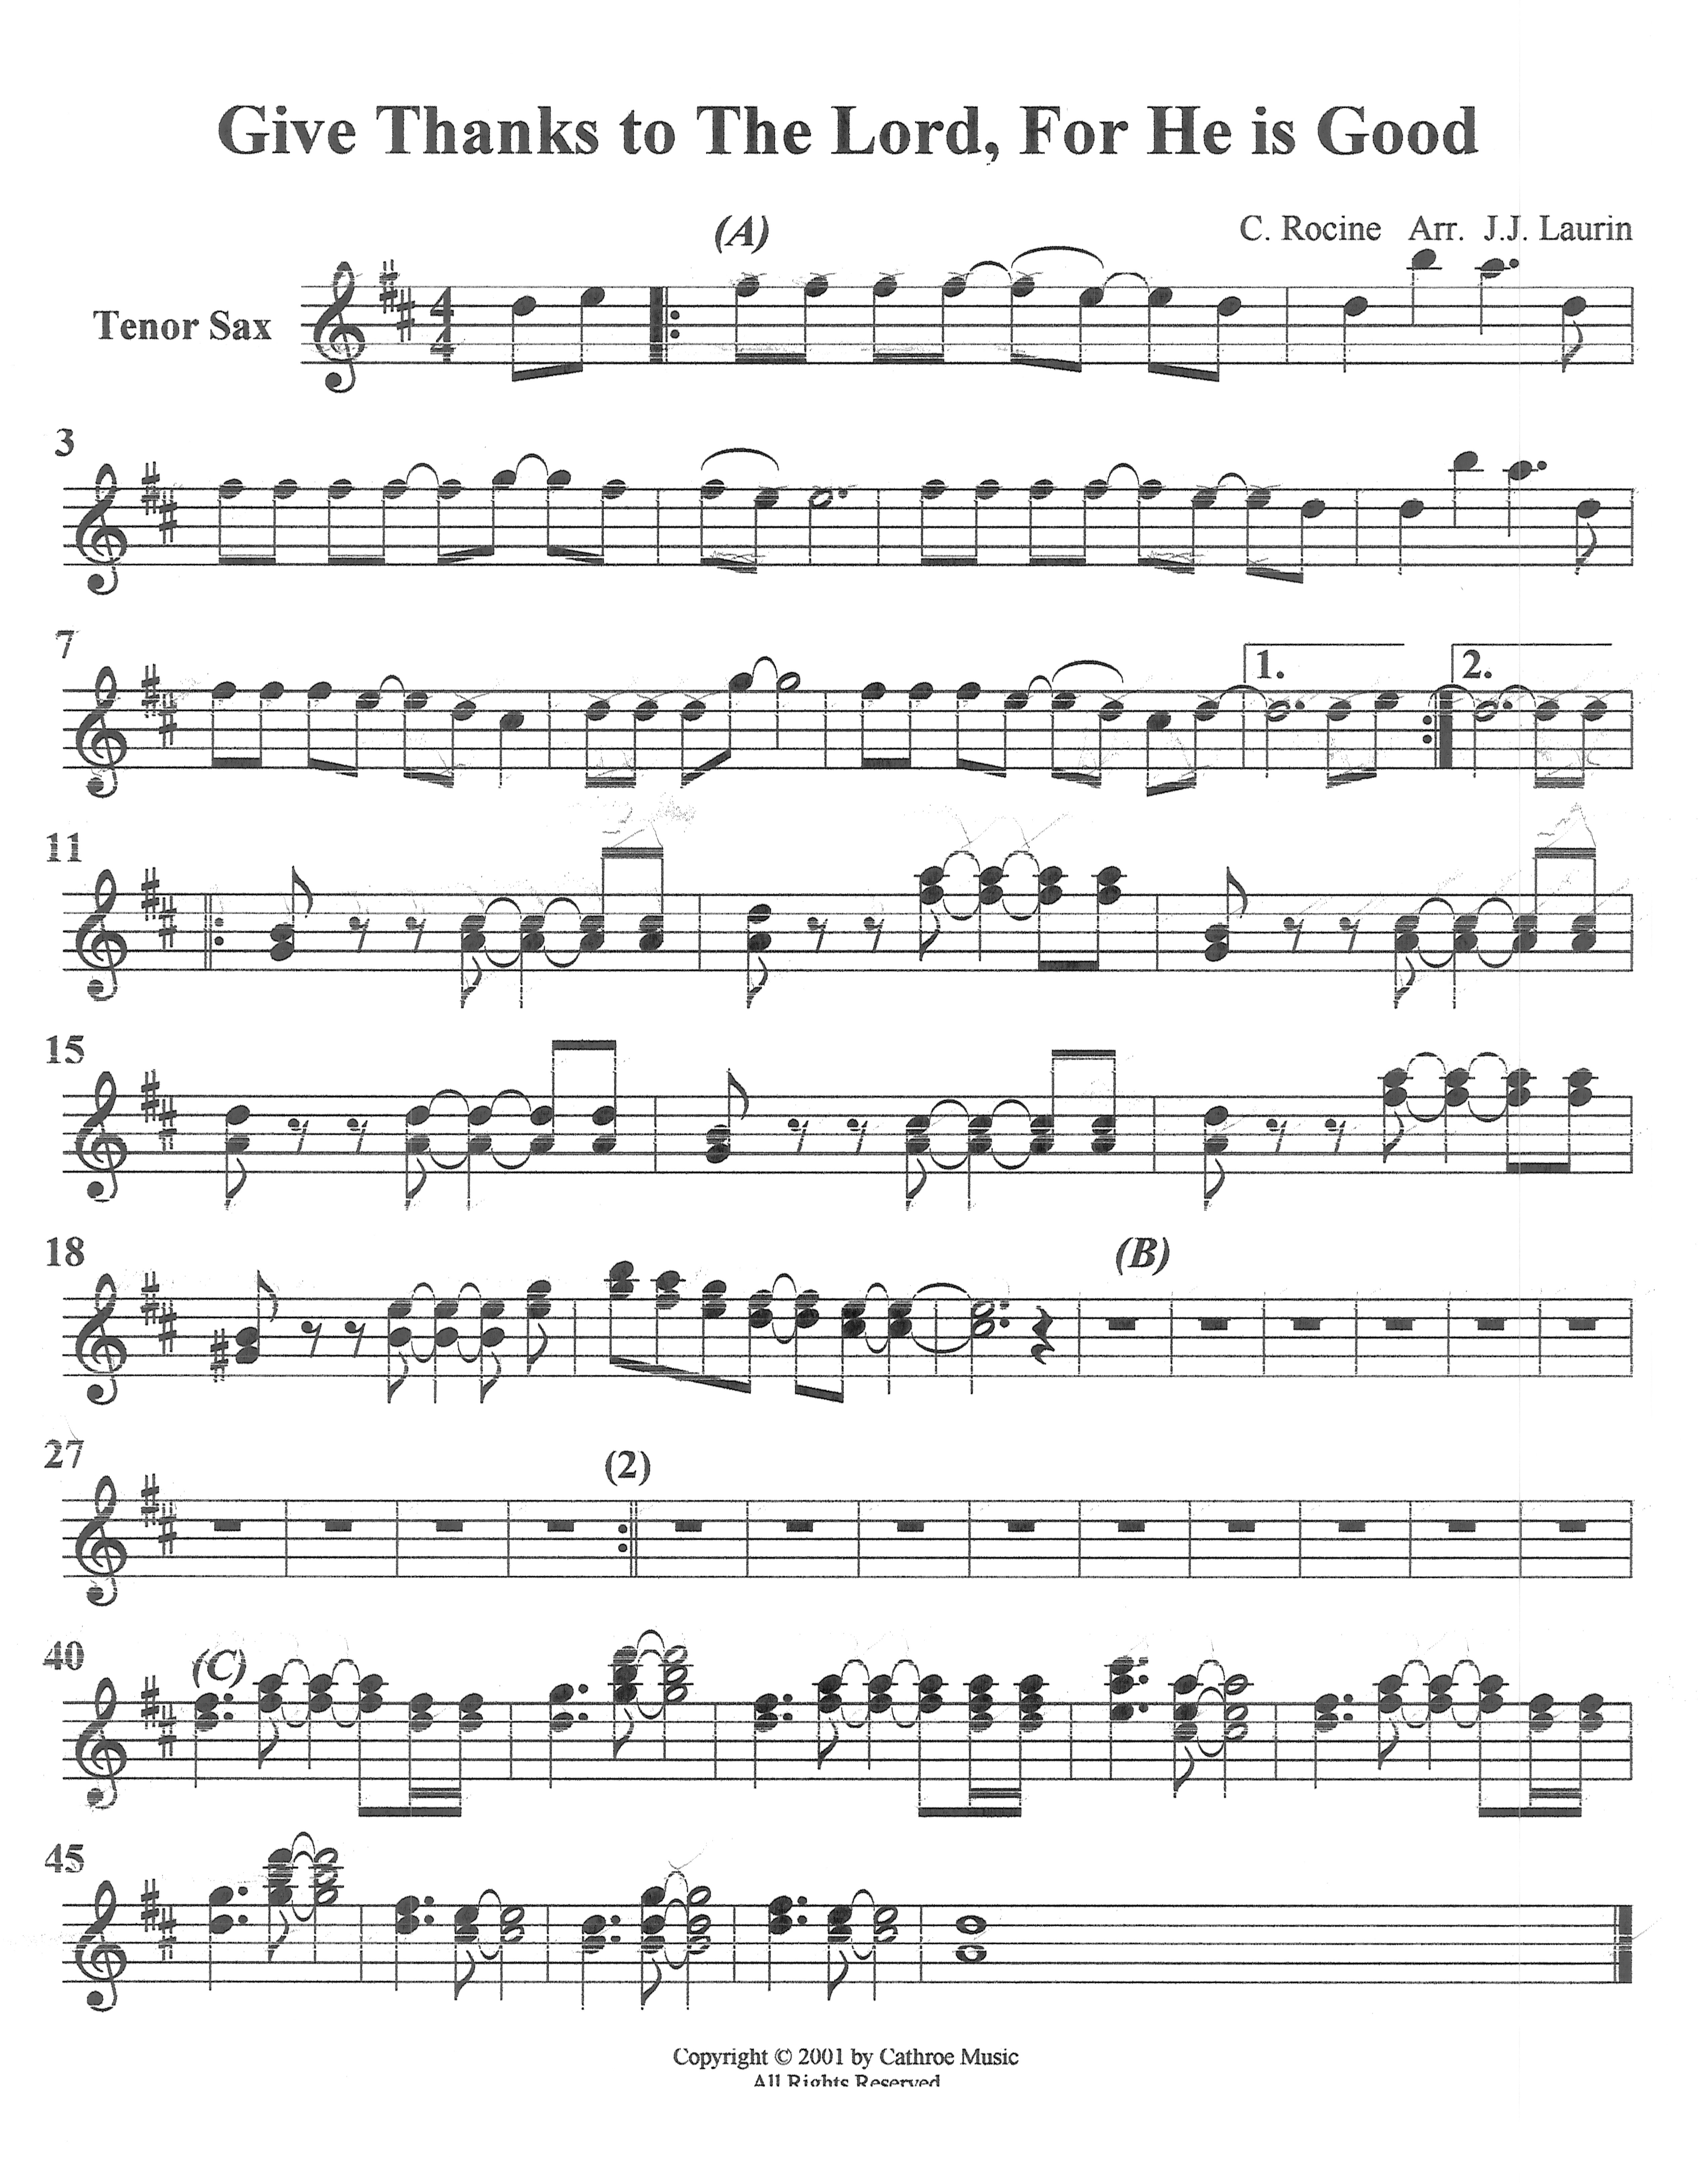 Give Thanks to The Lord, For He is Good
(A)
C. Rocine Arr. J.J. Laurin
Tenor Sax
4
4
3
7
1.
2.
11
15
18
(B)
27
(2)
40
(C)
45
Copyright © 2001 by Cathroe Music
All Rights Reserved